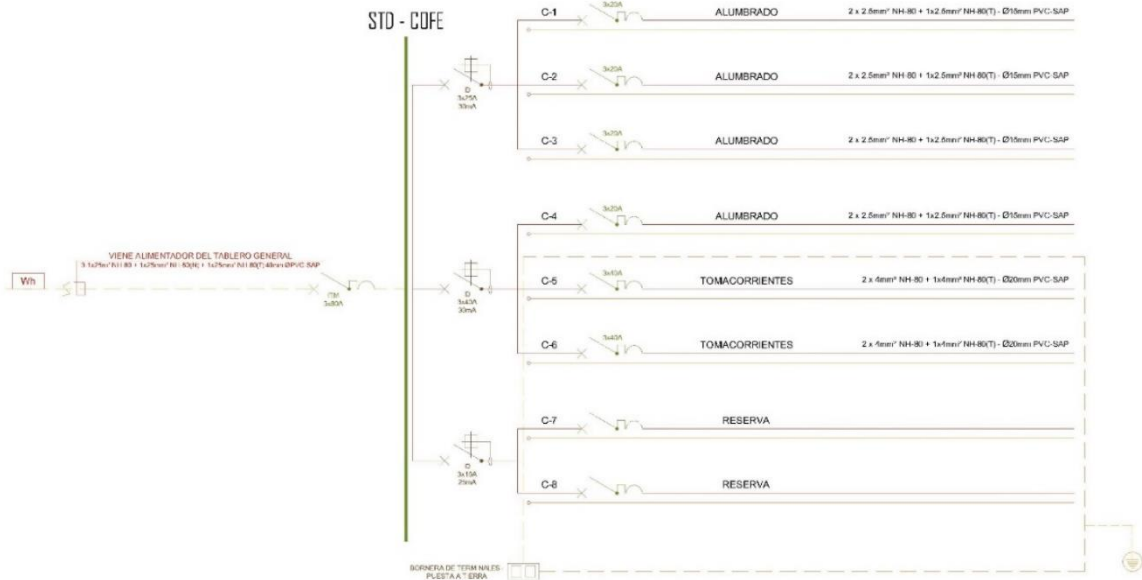 STD - CDFE
C-1 3x20A ALUMBRADO 2 x 2.5mm² NH-80 + 1x2.5mm² NH-80(T) - Ø15mm PVC-SAP
D
3x25A
30mA
C-2 3x20A ALUMBRADO 2 x 2.5mm² NH-80 + 1x2.5mm² NH-80(T) - Ø15mm PVC-SAP
C-3 3x20A ALUMBRADO 2 x 2.5mm² NH-80 + 1x2.5mm² NH-80(T) - Ø15mm PVC-SAP
C-4 3x20A ALUMBRADO 2 x 2.5mm² NH-80 + 1x2.5mm² NH-80(T) - Ø15mm PVC-SAP
Wh
VIENE ALIMENTADOR DEL TABLERO GENERAL
ITM
3x80A
D
3x40A
30mA
C-5 3x40A TOMACORRIENTES 2 x 4mm² NH-80 + 1x4mm² NH-80(T) - Ø20mm PVC-SAP
C-6 3x40A TOMACORRIENTES 2 x 4mm² NH-80 + 1x4mm² NH-80(T) - Ø20mm PVC-SAP
C-7 RESERVA
D
25mA
C-8 RESERVA
BORNERA DE TERMINALES
PUESTA A TIERRA